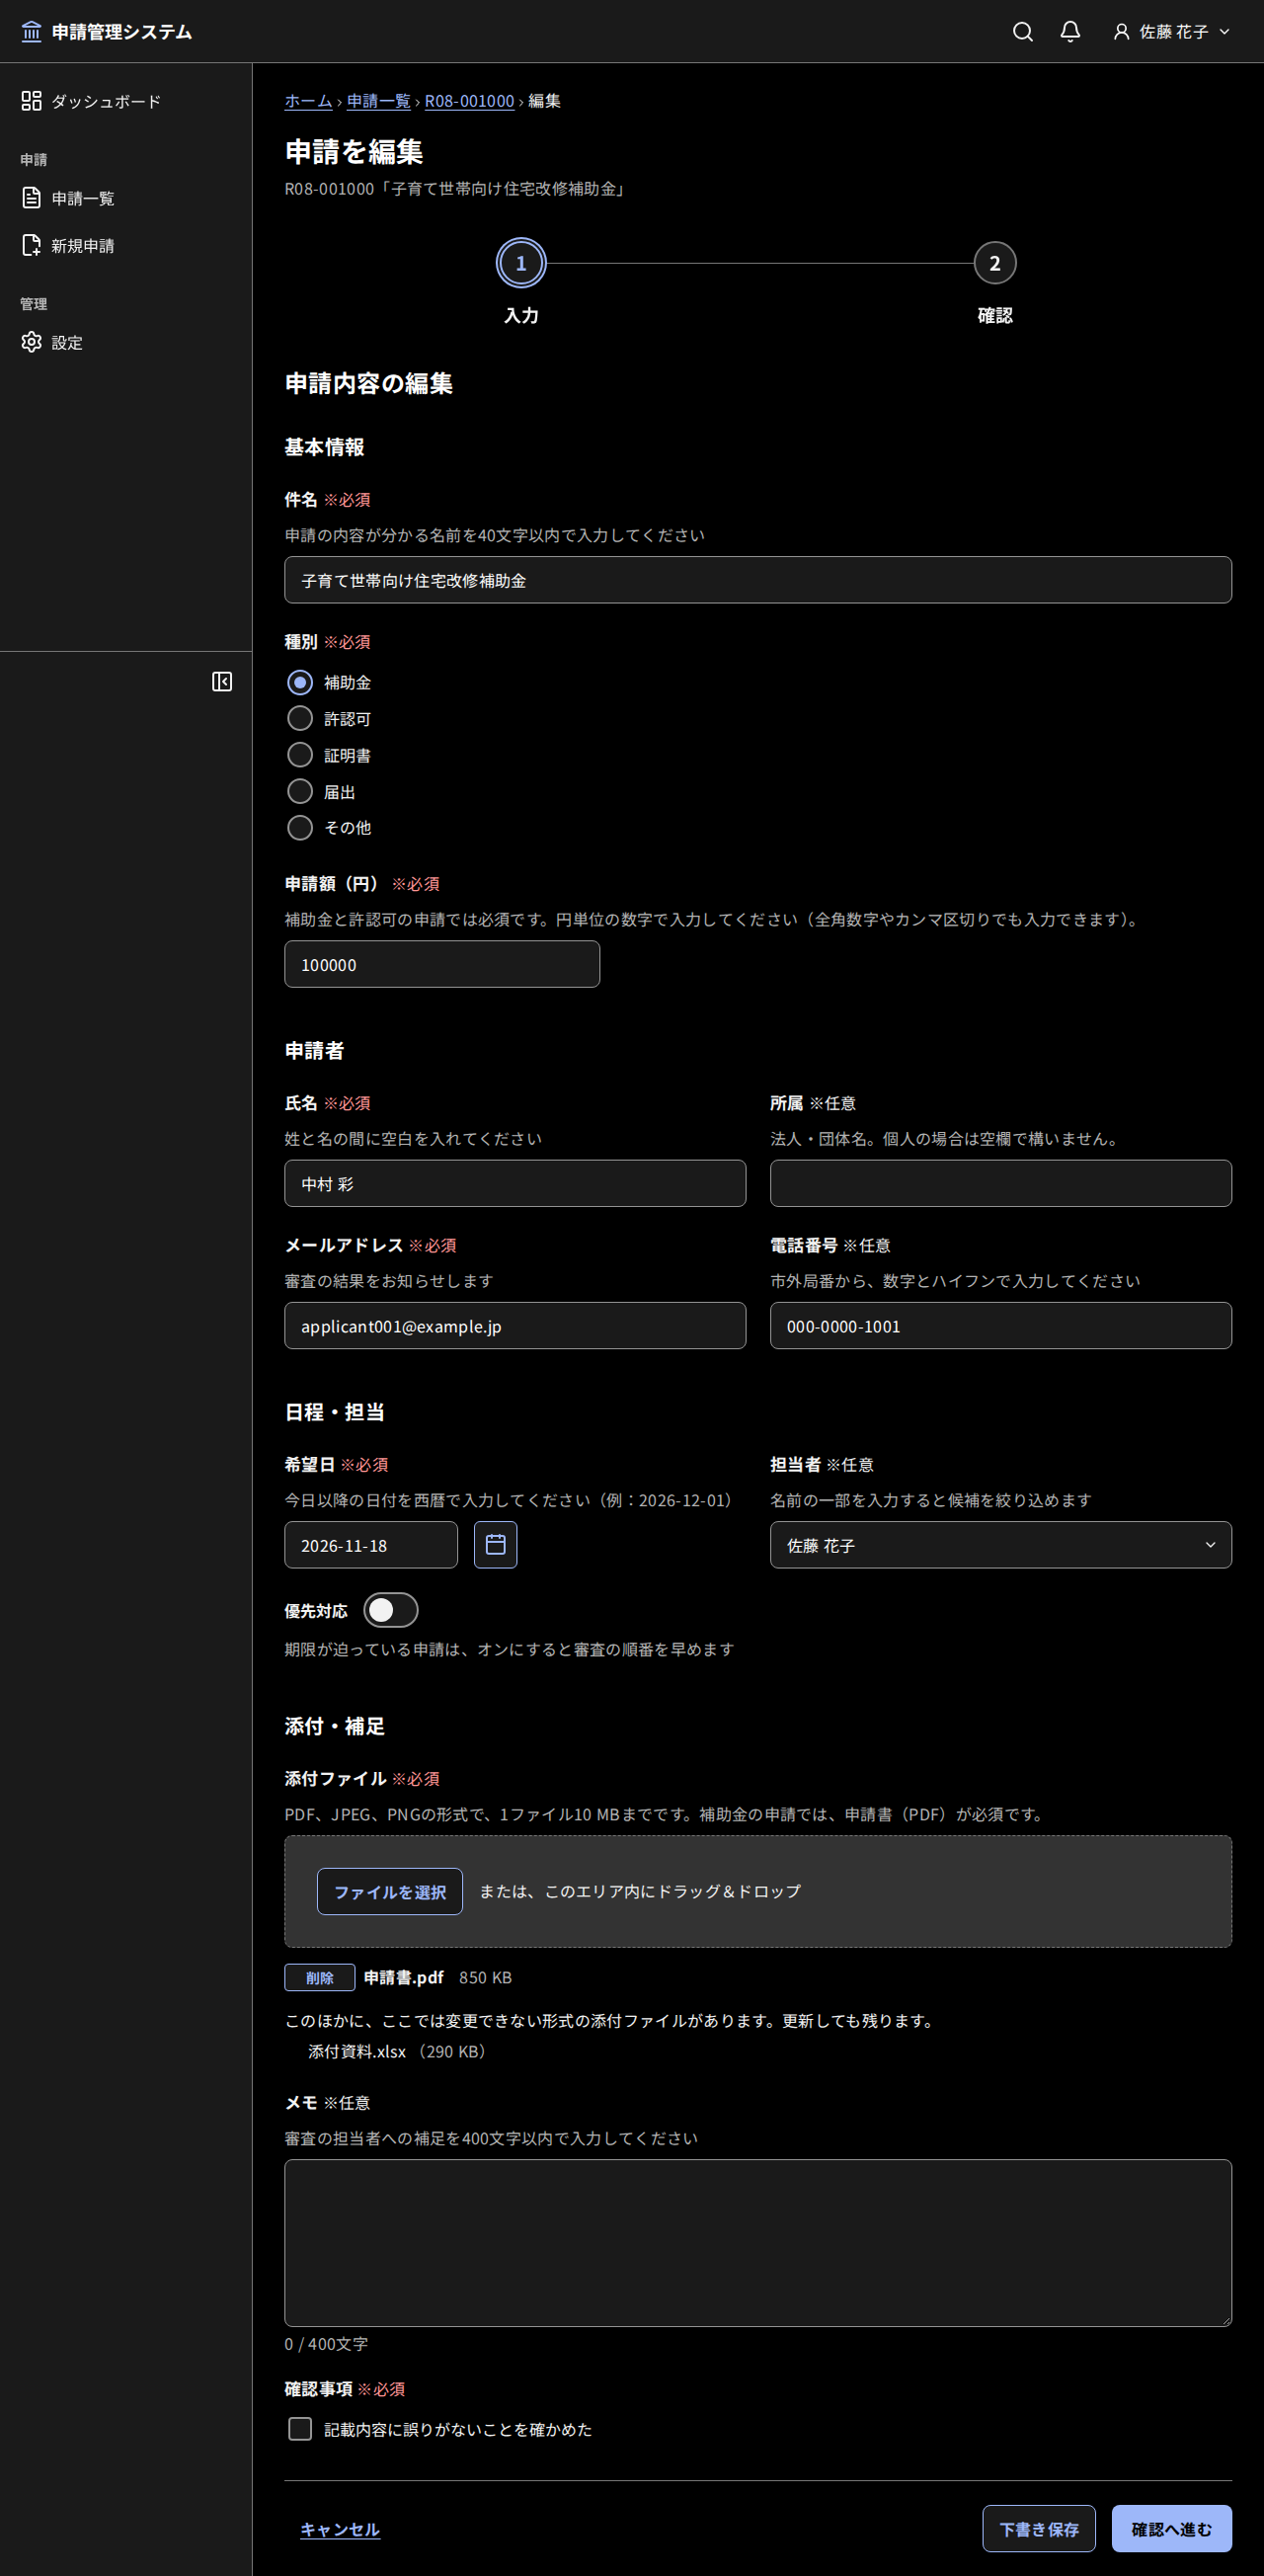 申請管理システム
佐藤 花子
ダッシュボード
申請
申請一覧
新規申請
管理
設定
ホーム › 申請一覧 › R08-001000 › 編集
申請を編集
R08-001000「子育て世帯向け住宅改修補助金」
1
2
入力
確認
申請内容の編集
基本情報
件名 ※必須
申請の内容が分かる名前を40文字以内で入力してください
子育て世帯向け住宅改修補助金
種別 ※必須
補助金
許認可
証明書
届出
その他
申請額（円） ※必須
補助金と許認可の申請では必須です。円単位の数字で入力してください（全角数字やカンマ区切りでも入力できます）。
100000
申請者
氏名 ※必須
姓と名の間に空白を入れてください
中村 彩
所属 ※任意
法人・団体名。個人の場合は空欄で構いません。
メールアドレス ※必須
審査の結果をお知らせします
applicant001@example.jp
電話番号 ※任意
市外局番から、数字とハイフンで入力してください
000-0000-1001
日程・担当
希望日 ※必須
今日以降の日付を西暦で入力してください（例：2026-12-01）
2026-11-18
担当者 ※任意
名前の一部を入力すると候補を絞り込めます
佐藤 花子
優先対応
期限が迫っている申請は、オンにすると審査の順番を早めます
添付・補足
添付ファイル ※必須
PDF、JPEG、PNGの形式で、1ファイル10 MBまでです。補助金の申請では、申請書（PDF）が必須です。
ファイルを選択 または、このエリア内にドラッグ＆ドロップ
削除 申請書.pdf 850 KB
このほかに、ここでは変更できない形式の添付ファイルがあります。更新しても残ります。
添付資料.xlsx （290 KB）
メモ ※任意
審査の担当者への補足を400文字以内で入力してください
0 / 400文字
確認事項 ※必須
記載内容に誤りがないことを確かめた
キャンセル
下書き保存
確認へ進む